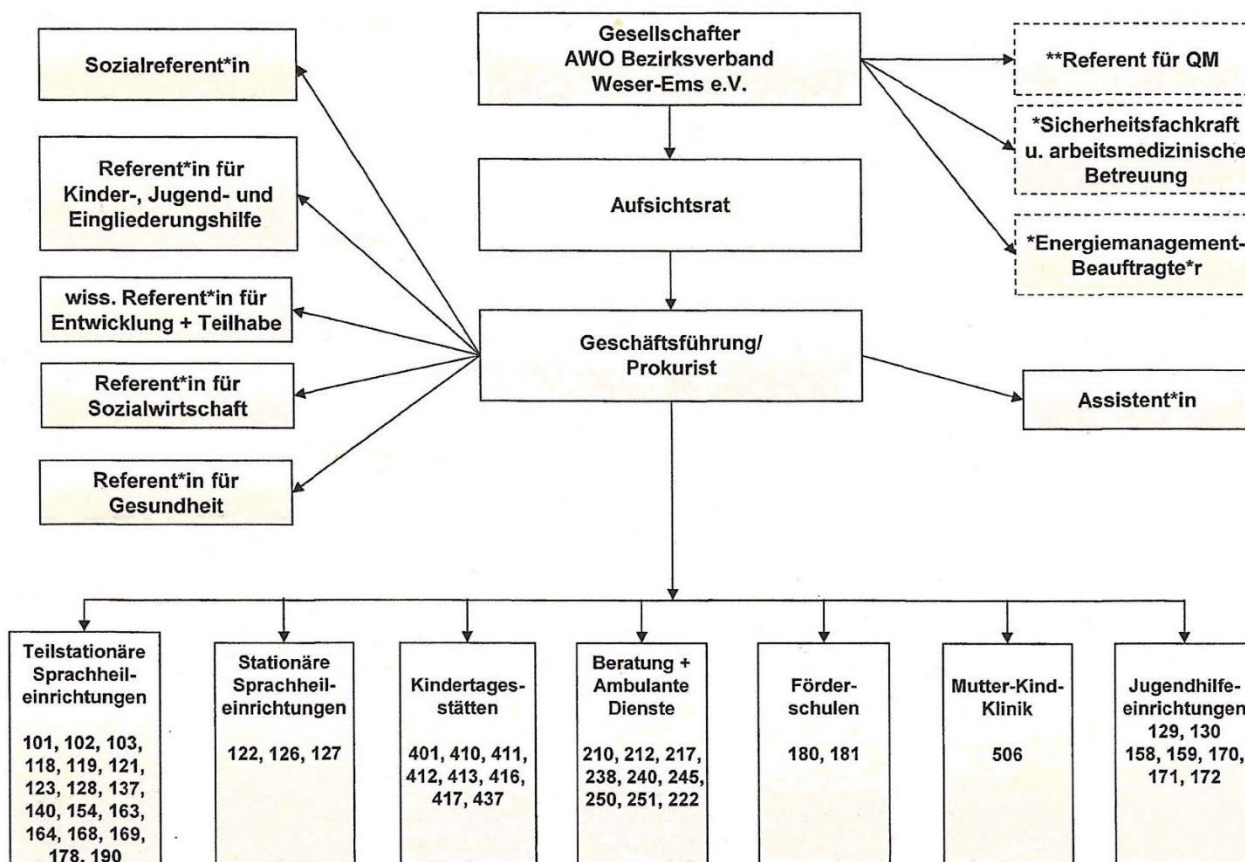 Gesellschafter
AWO Bezirksverband
Weser-Ems e.V.
Sozialreferent*in
**Referent für QM
*Sicherheitsfachkraft
u. arbeitsmedizinische
Betreuung
Referent*in für
Kinder-, Jugend- und
Eingliederungshilfe
Aufsichtsrat
*Energiemanagement-
Beauftragte*r
wiss. Referent*in für
Entwicklung + Teilhabe
Geschäftsführung/
Prokurist
Referent*in für
Sozialwirtschaft
Assistent*in
Referent*in für
Gesundheit
Teilstationäre
Sprachheil-
einrichtungen
101, 102, 103,
118, 119, 121,
123, 128, 137,
140, 154, 163,
164, 168, 169,
178, 190
Stationäre
Sprachheil-
einrichtungen
122, 126, 127
Kindertages-
stätten
401, 410, 411,
412, 413, 416,
417, 437
Beratung +
Ambulante
Dienste
210, 212, 217,
238, 240, 245,
250, 251, 222
Förder-
schulen
180, 181
Mutter-Kind-
Klinik
506
Jugendhilfe-
einrichtungen
129, 130
158, 159, 170,
171, 172